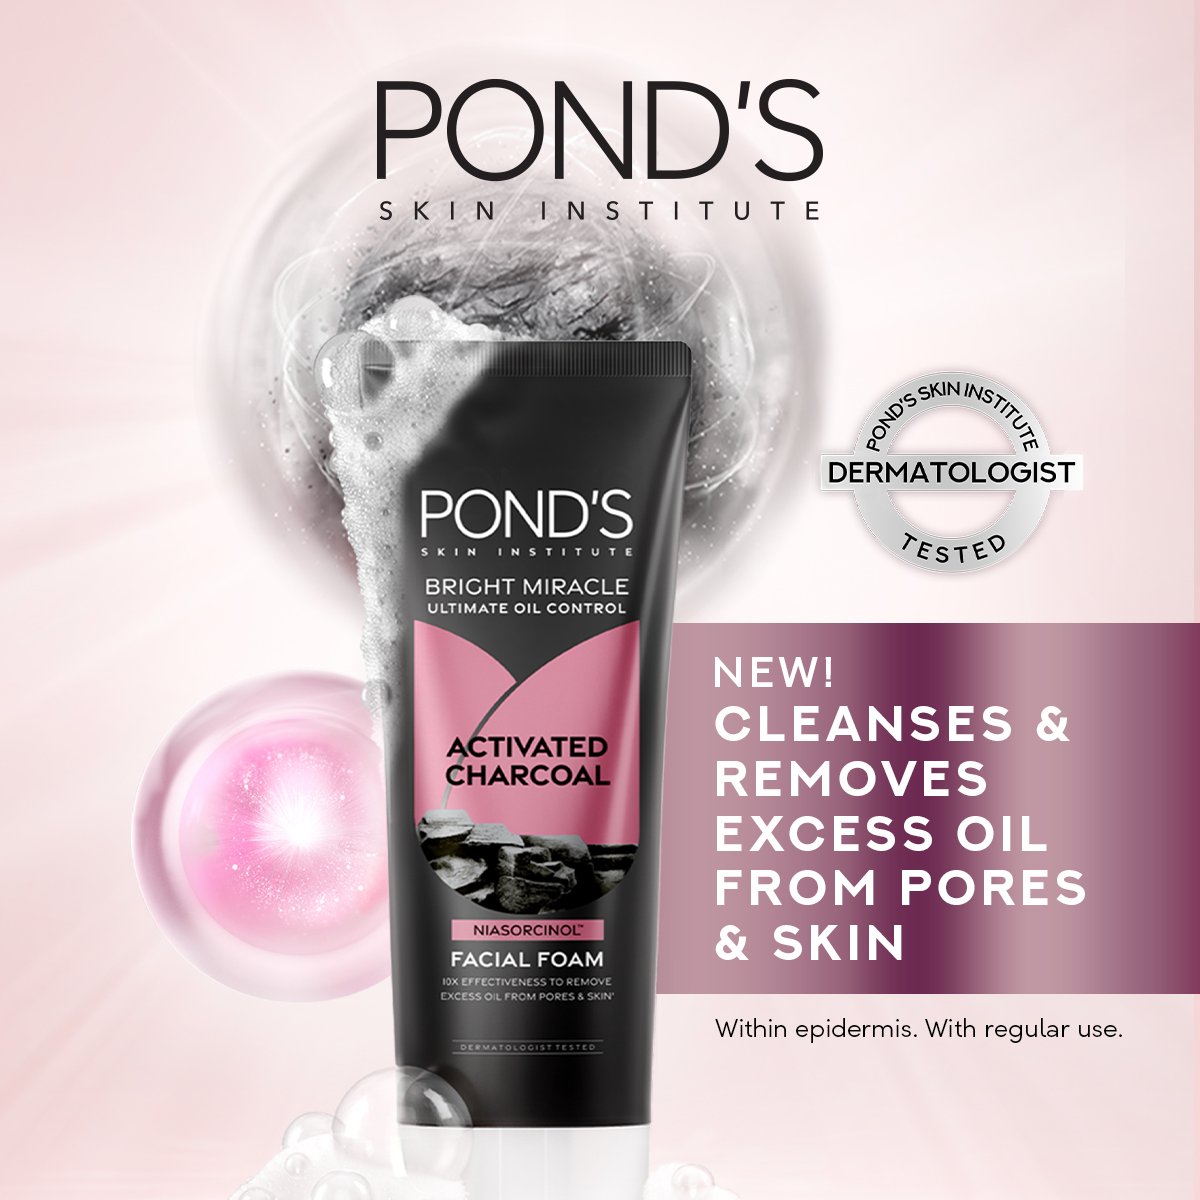 POND'S
SKIN INSTITUTE
POND'S SKIN INSTITUTE
DERMATOLOGIST
TESTED
POND'S
SKIN INSTITUTE
BRIGHT MIRACLE
ULTIMATE OIL CONTROL
ACTIVATED
CHARCOAL
NIASORCINOL™
FACIAL FOAM
10X EFFECTIVENESS TO REMOVE
EXCESS OIL FROM PORES & SKIN*
DERMATOLOGIST TESTED
NEW!
CLEANSES &
REMOVES
EXCESS OIL
FROM PORES
& SKIN
Within epidermis. With regular use.